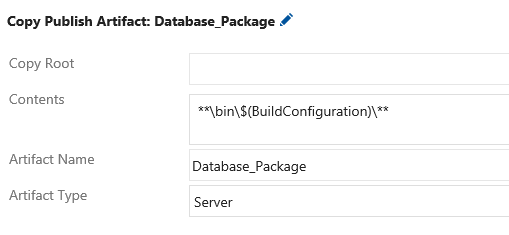 Copy Publish Artifact: Database_Package
Copy Root
Contents
**\bin\$(BuildConfiguration)\**
Artifact Name
Database_Package
Artifact Type
Server